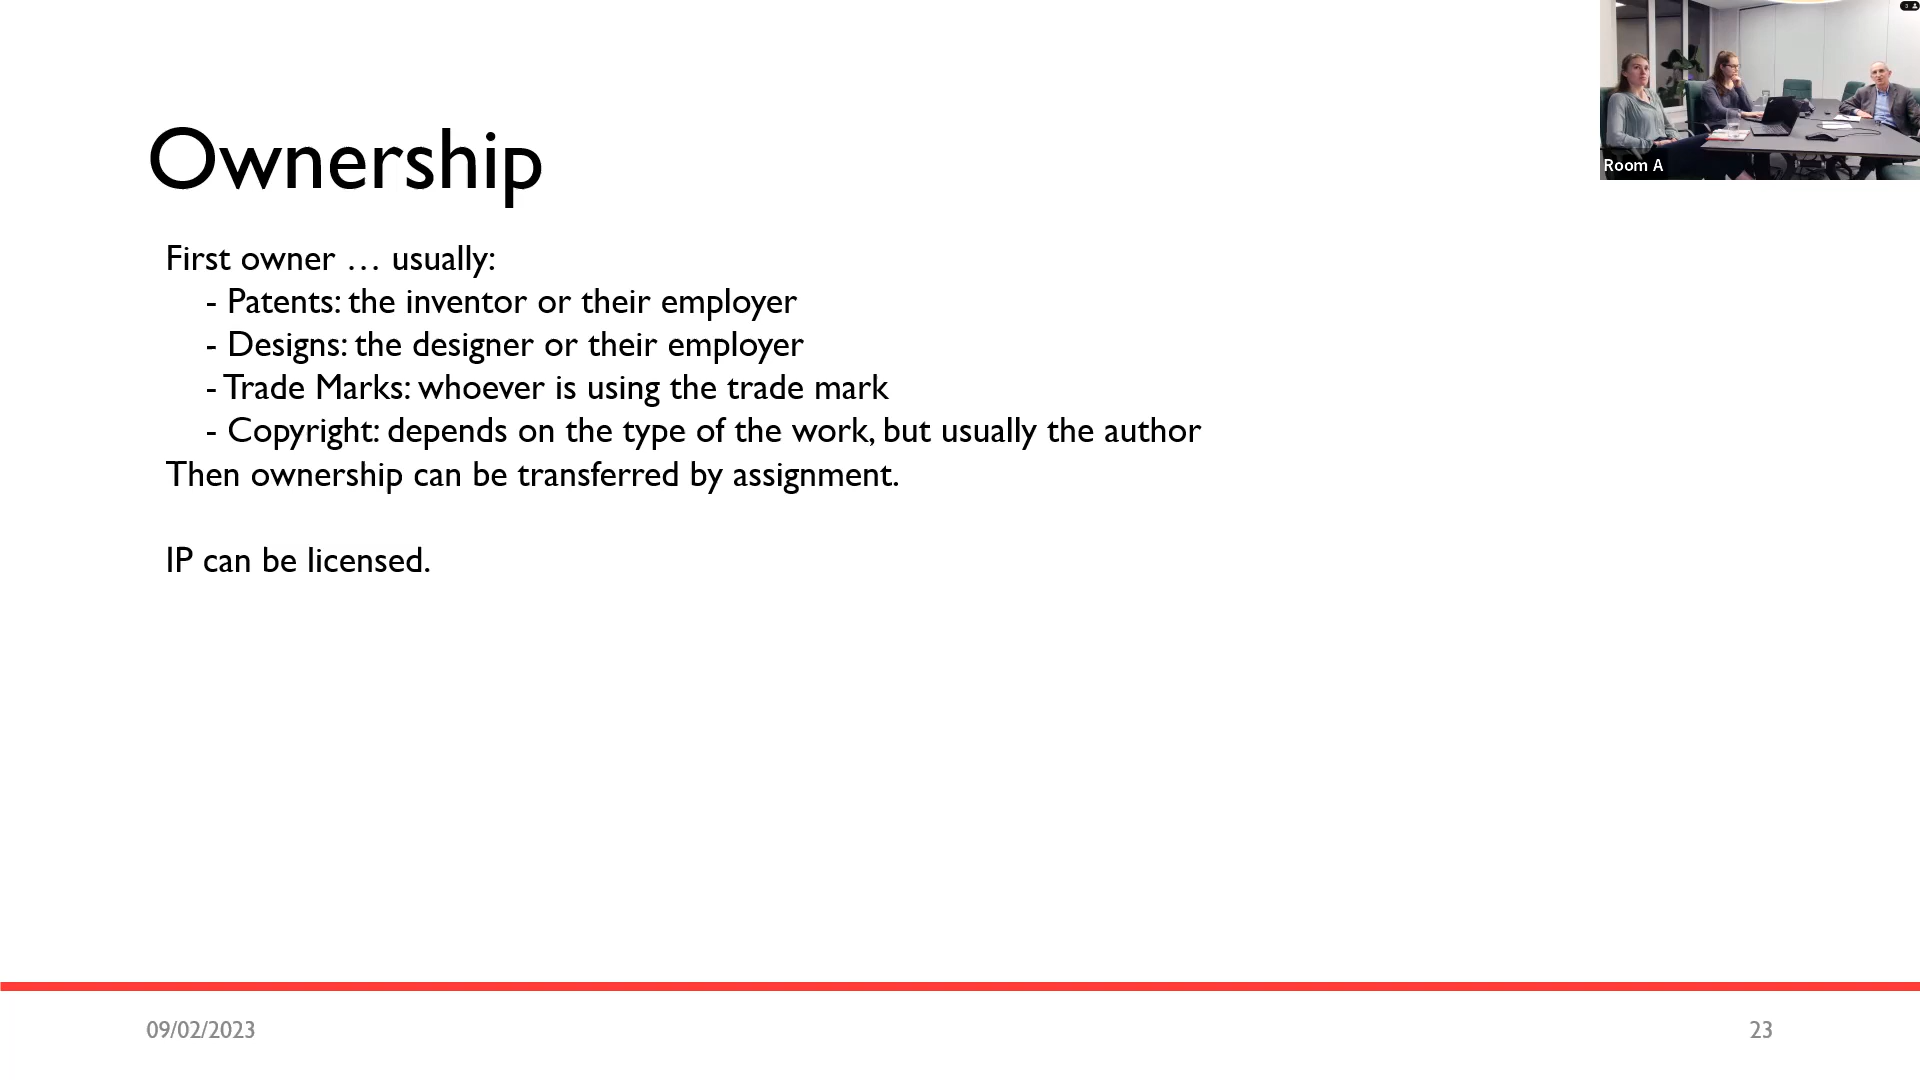 Ownership
First owner … usually:
- Patents: the inventor or their employer
- Designs: the designer or their employer
- Trade Marks: whoever is using the trade mark
- Copyright: depends on the type of the work, but usually the author
Then ownership can be transferred by assignment.
IP can be licensed.
Room A
09/02/2023
23